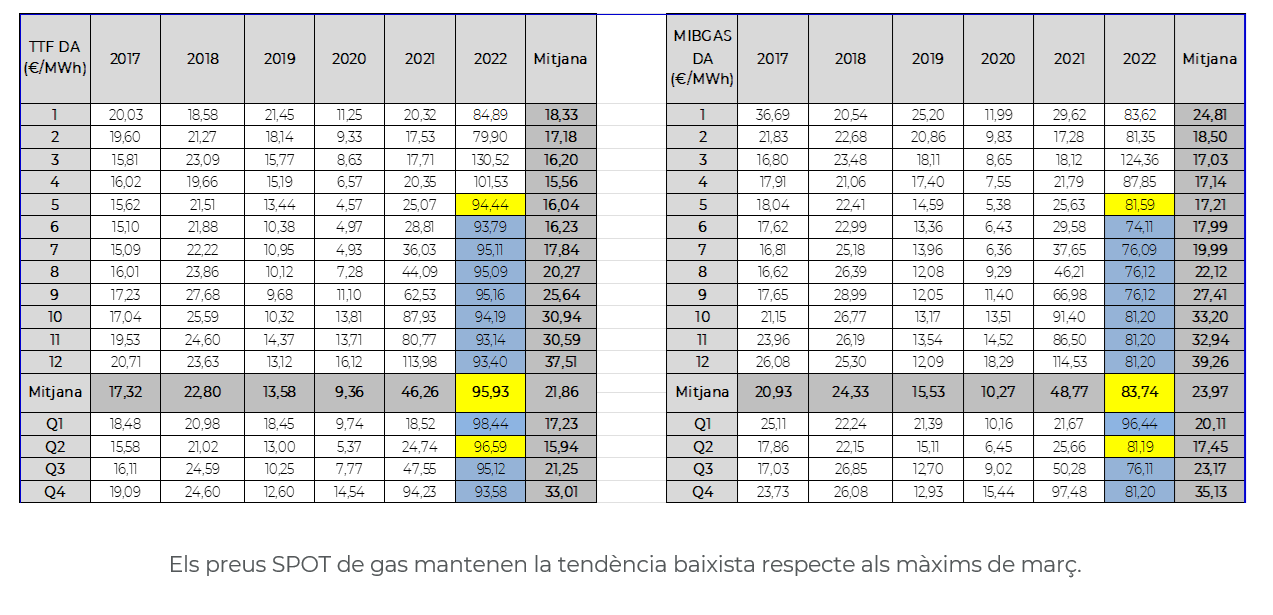 TTF DA (€/MWh) 2017 2018 2019 2020 2021 2022 Mitjana
1 20,03 18,58 21,45 11,25 20,32 84,89 18,33
2 19,60 21,27 18,14 9,33 17,53 79,90 17,18
3 15,81 23,09 15,77 8,63 17,71 130,52 16,20
4 16,02 19,66 15,19 6,57 20,35 101,53 15,56
5 15,62 21,51 13,44 4,57 25,07 94,44 16,04
6 15,10 21,88 10,38 4,97 28,81 93,79 16,23
7 15,09 22,22 10,95 4,93 36,03 95,11 17,84
8 16,01 23,86 10,12 7,28 44,09 95,09 20,27
9 17,23 27,68 9,68 11,10 62,53 95,16 25,64
10 17,04 25,59 10,32 13,81 87,93 94,19 30,94
11 19,53 24,60 14,37 13,71 80,77 93,14 30,59
12 20,71 23,63 13,12 16,12 113,98 93,40 37,51
Mitjana 17,32 22,80 13,58 9,36 46,26 95,93 21,86
Q1 18,48 20,98 18,45 9,74 18,52 98,44 17,23
Q2 15,58 21,02 13,00 5,37 24,74 96,59 15,94
Q3 16,11 24,59 10,25 7,77 47,55 95,12 21,25
Q4 19,09 24,60 12,60 14,54 94,23 93,58 33,01
MIBGAS DA (€/MWh) 2017 2018 2019 2020 2021 2022 Mitjana
1 36,69 20,54 25,20 11,99 29,62 83,62 24,81
2 21,83 22,68 20,86 9,83 17,28 81,35 18,50
3 16,80 23,48 18,11 8,65 18,12 124,36 17,03
4 17,91 21,06 17,40 7,55 21,79 87,85 17,14
5 18,04 22,41 14,59 5,38 25,63 81,59 17,21
6 17,62 22,99 13,36 6,43 29,58 74,11 17,99
7 16,81 25,18 13,96 6,36 37,65 76,09 19,99
8 16,62 26,39 12,08 9,29 46,21 76,12 22,12
9 17,65 28,99 12,05 11,40 66,98 76,12 27,41
10 21,15 26,77 13,17 13,51 91,40 81,20 33,20
11 23,96 26,19 13,54 14,52 86,50 81,20 32,94
12 26,08 25,30 12,09 18,29 114,53 81,20 39,26
Mitjana 20,93 24,33 15,53 10,27 48,77 83,74 23,97
Q1 25,11 22,24 21,39 10,16 21,67 96,44 20,11
Q2 17,86 22,15 15,11 6,45 25,66 81,19 17,45
Q3 17,03 26,85 12,70 9,02 50,28 76,11 23,17
Q4 23,73 26,08 12,93 15,44 97,48 81,20 35,13
Els preus SPOT de gas mantenen la tendència baixista respecte als màxims de març.